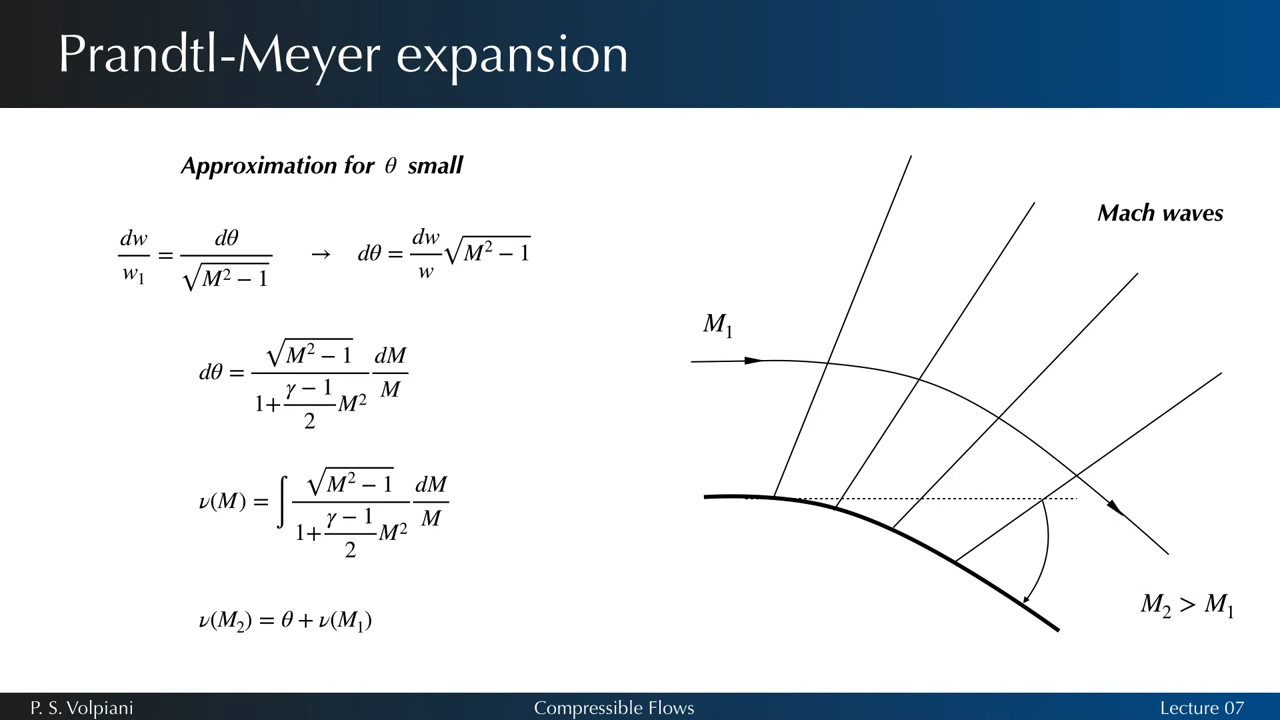 Prandtl-Meyer expansion
Approximation for θ small
dw/w₁ = dθ/√(M² − 1) → dθ = dw/w √(M² − 1)
dθ = √(M² − 1)/(1+ (γ − 1)/2 M²) dM/M
ν(M) = ∫ √(M² − 1)/(1+ (γ − 1)/2 M²) dM/M
ν(M₂) = θ + ν(M₁)
Mach waves
M₁
M₂ > M₁
P. S. Volpiani
Compressible Flows
Lecture 07